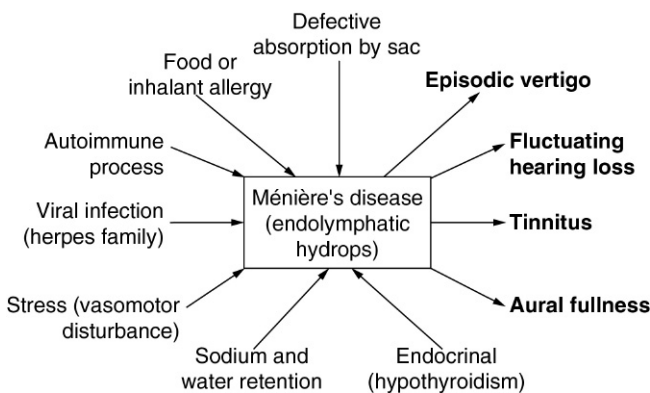 Defective
absorption by sac
Food or
inhalant allergy
Episodic vertigo
Autoimmune
process
Fluctuating
hearing loss
Ménière's disease
(endolymphatic
hydrops)
Viral infection
(herpes family)
Tinnitus
Stress (vasomotor
disturbance)
Aural fullness
Sodium and
water retention
Endocrinal
(hypothyroidism)